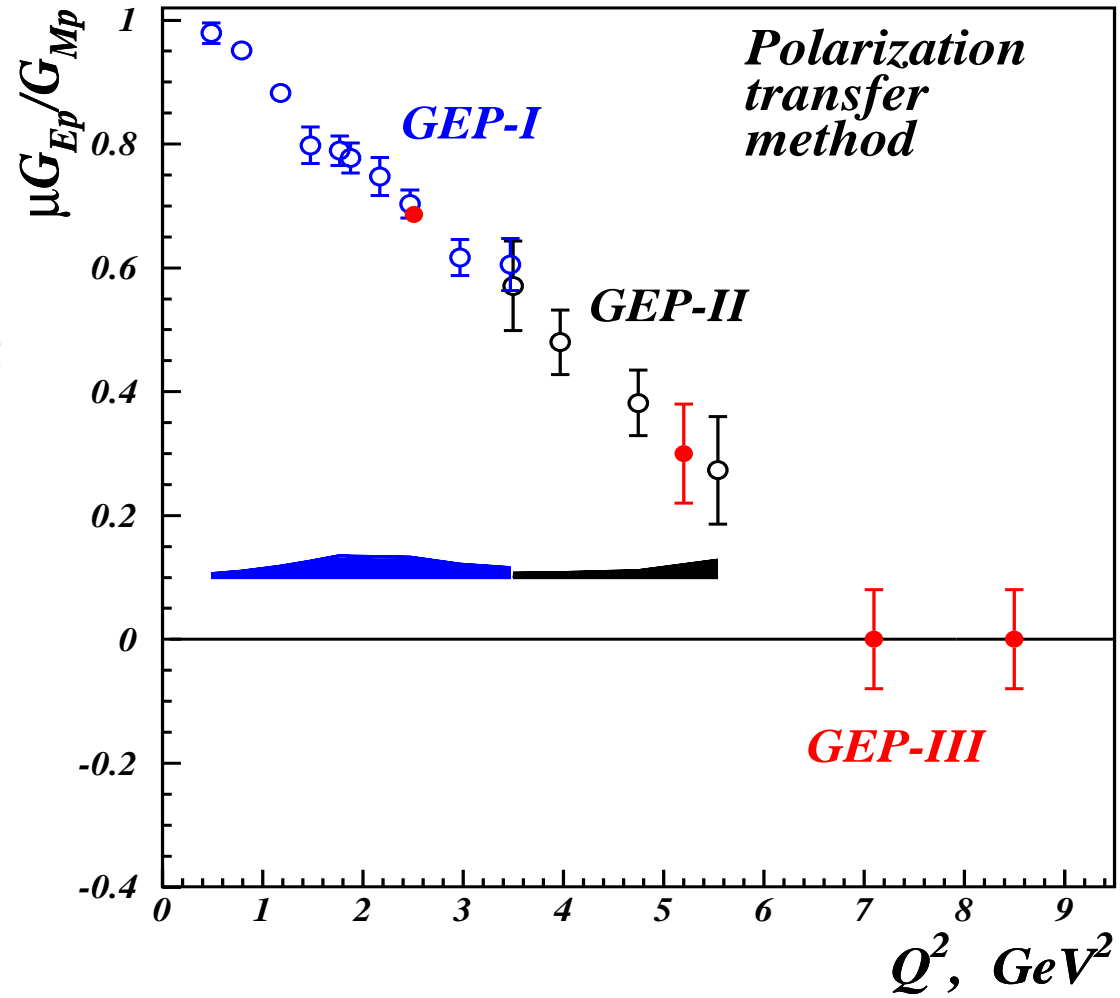 μG_Ep/G_Mp
Polarization
transfer
method
GEP-I
GEP-II
GEP-III
1
0.8
0.6
0.4
0.2
0
-0.2
-0.4
0 1 2 3 4 5 6 7 8 9
Q², GeV²